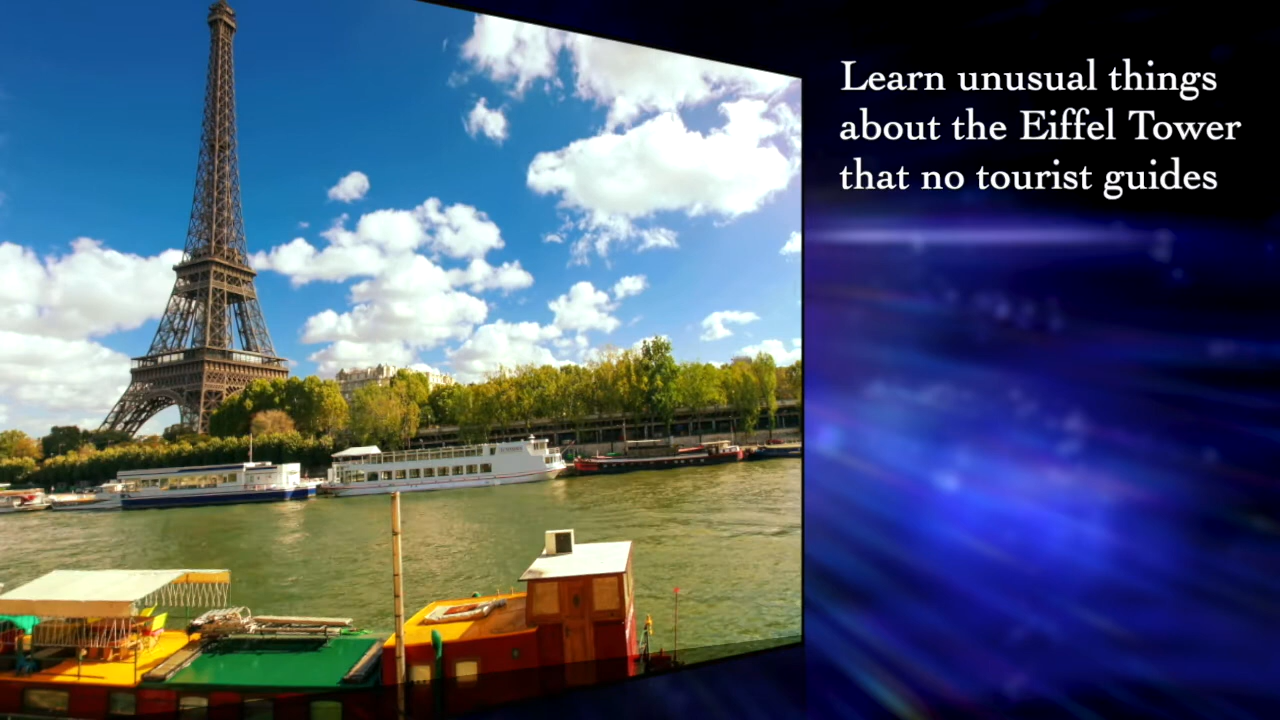 Learn unusual things
about the Eiffel Tower
that no tourist guides